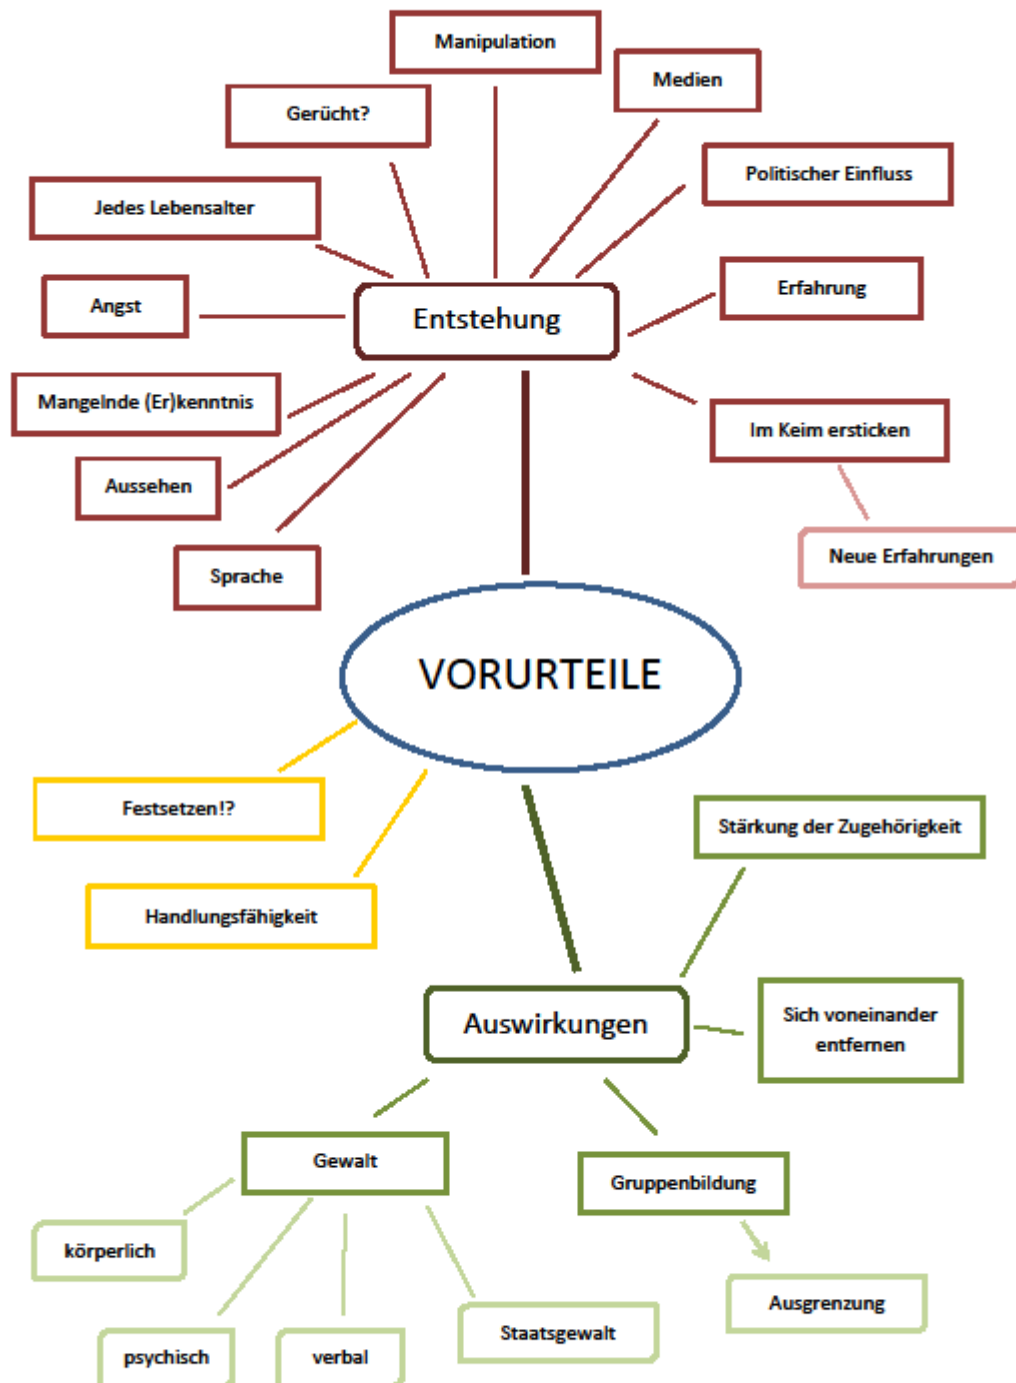 Manipulation
Medien
Gerücht?
Politischer Einfluss
Jedes Lebensalter
Erfahrung
Angst
Entstehung
Mangelnde (Er)kenntnis
Im Keim ersticken
Aussehen
Neue Erfahrungen
Sprache
VORURTEILE
Festsetzen!?
Stärkung der Zugehörigkeit
Handlungsfähigkeit
Auswirkungen
Sich voneinander
entfernen
Gewalt
Gruppenbildung
körperlich
Ausgrenzung
Staatsgewalt
psychisch
verbal